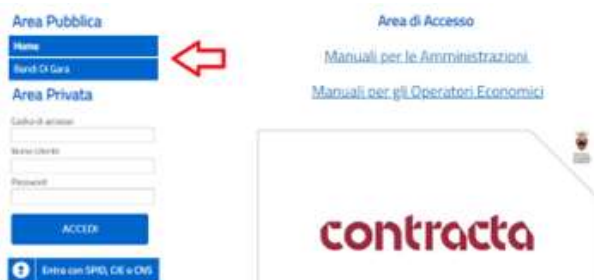 Area Pubblica
Home
Bandi Di Gara
Area Privata
Codice di accesso
Nome Utente
Password
ACCEDI
Entra con SPID, CIE o CNS
Area di Accesso
Manuali per le Amministrazioni
Manuali per gli Operatori Economici
contracta